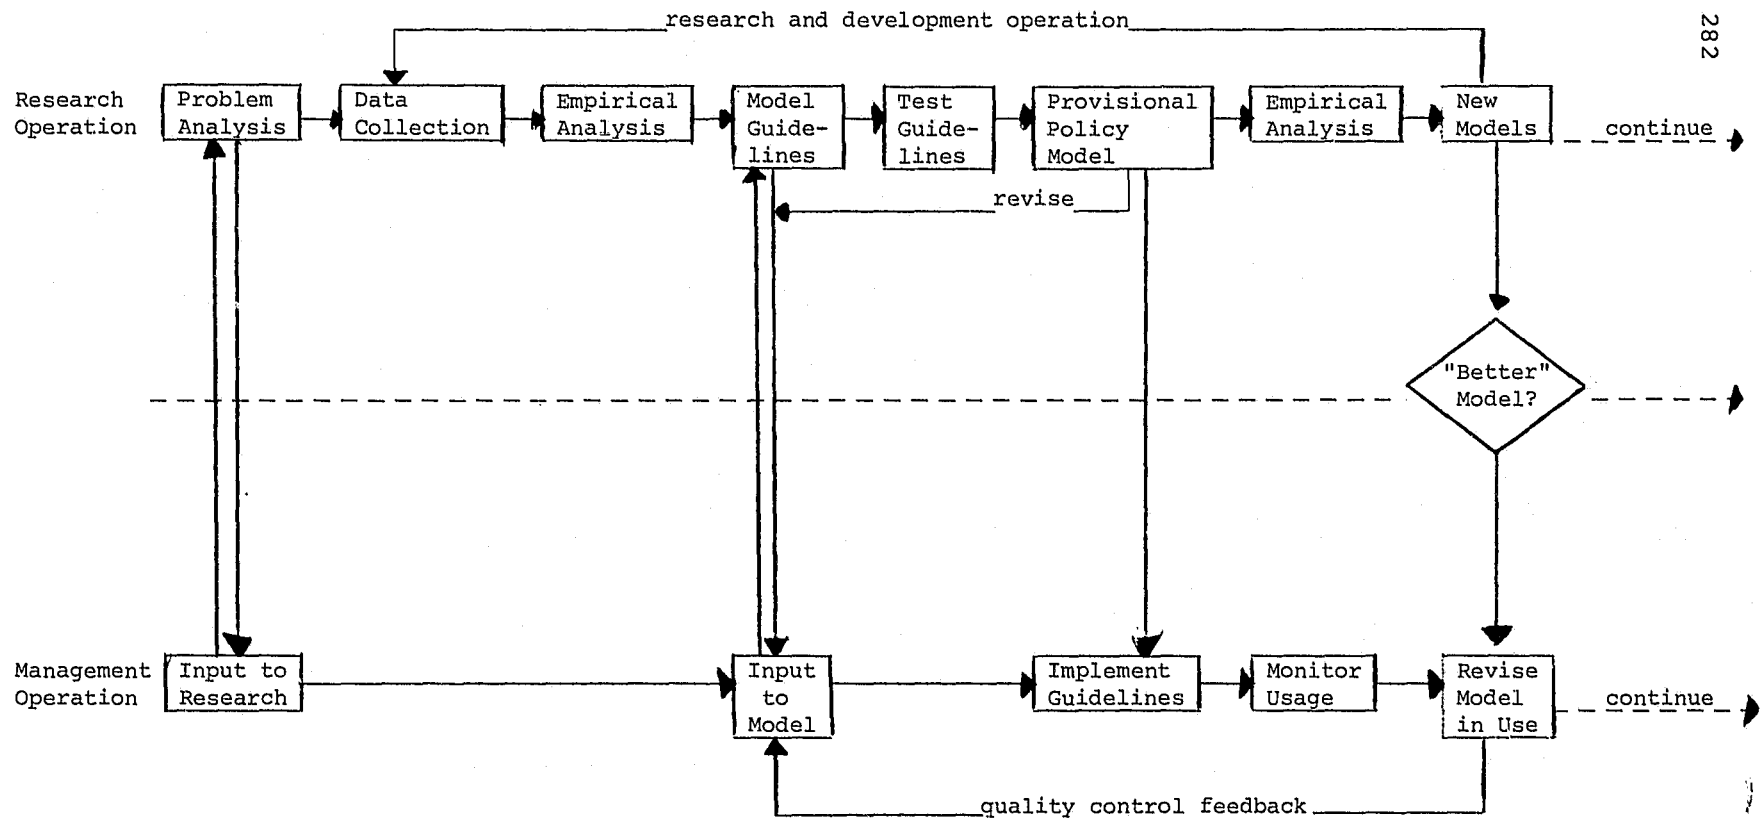 282
research and development operation
Research
Operation
Problem
Analysis
Data
Collection
Empirical
Analysis
Model
Guide-
lines
Test
Guide-
lines
Provisional
Policy
Model
Empirical
Analysis
New
Models
continue
revise
"Better"
Model?
Management
Operation
Input to
Research
Input
to
Model
Implement
Guidelines
Monitor
Usage
Revise
Model
in Use
continue
quality control feedback